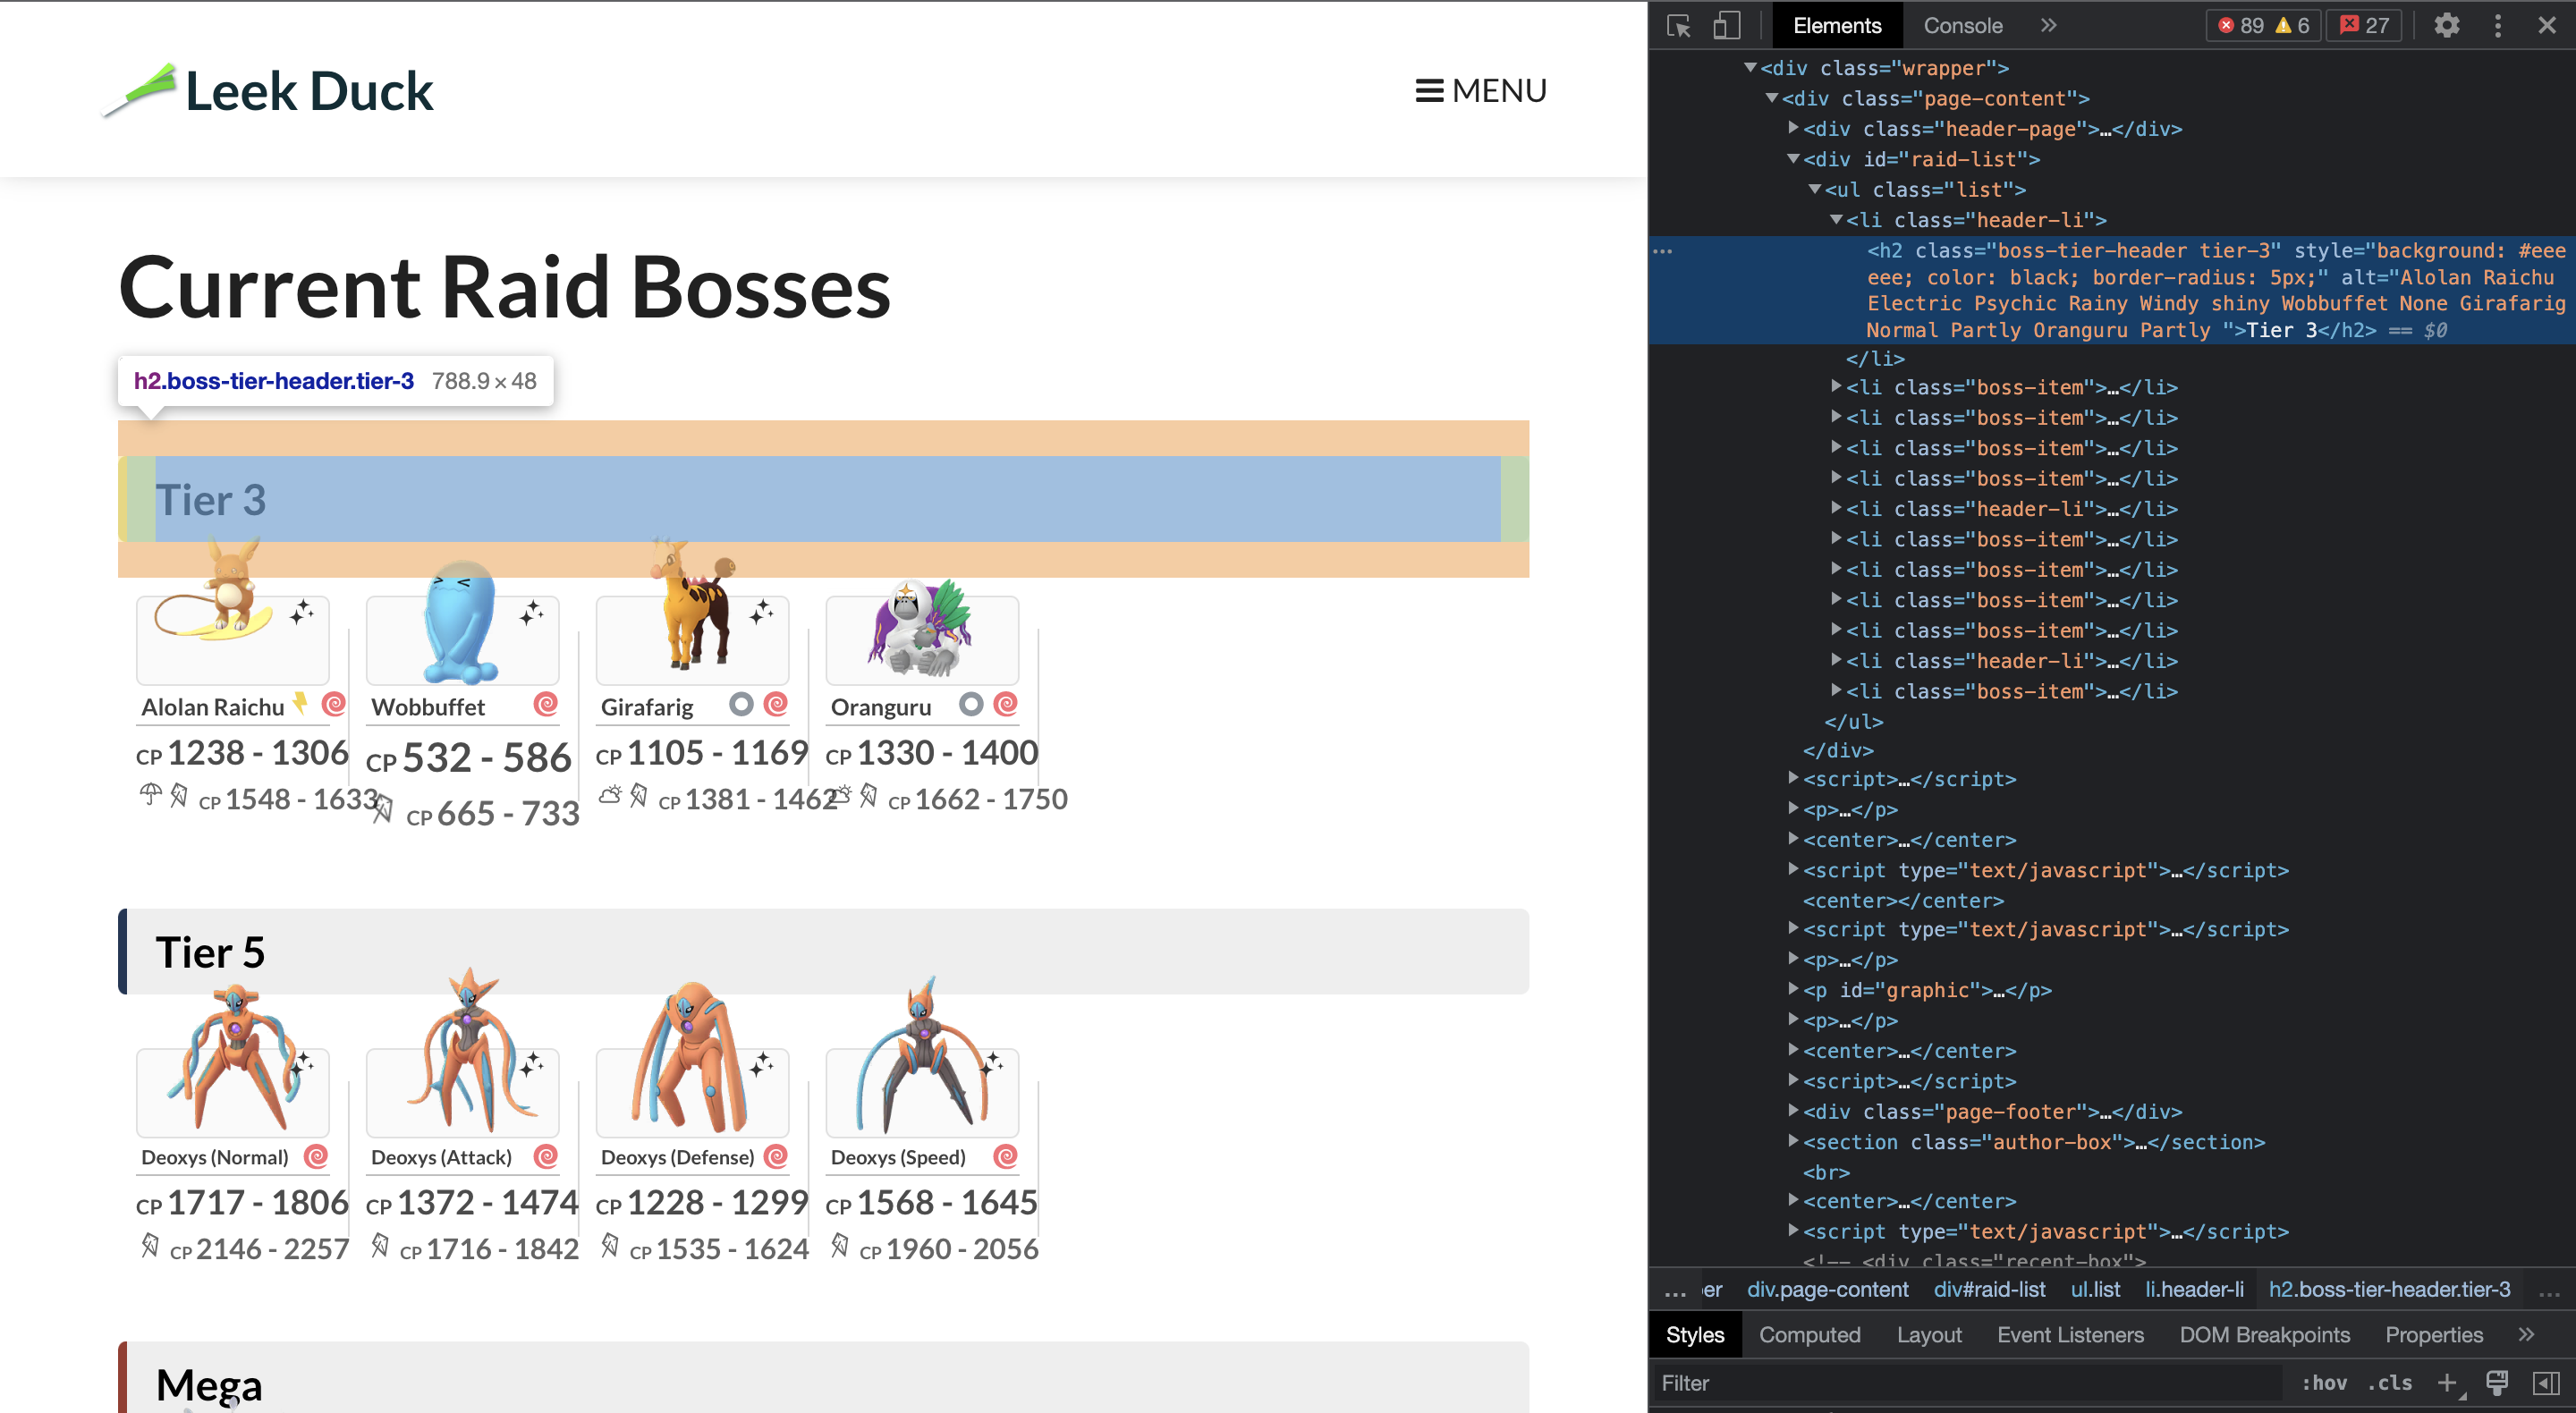 Leek Duck
MENU
Current Raid Bosses
h2.boss-tier-header.tier-3 788.9 × 48
Tier 3
Alolan Raichu
CP 1238 - 1306
CP 1548 - 1633
Wobbuffet
CP 532 - 586
CP 665 - 733
Girafarig
CP 1105 - 1169
CP 1381 - 1462
Oranguru
CP 1330 - 1400
CP 1662 - 1750
Tier 5
Deoxys (Normal)
CP 1717 - 1806
CP 2146 - 2257
Deoxys (Attack)
CP 1372 - 1474
CP 1716 - 1842
Deoxys (Defense)
CP 1228 - 1299
CP 1535 - 1624
Deoxys (Speed)
CP 1568 - 1645
CP 1960 - 2056
Mega
Elements Console » 89 6 27
<div class="wrapper">
<div class="page-content">
<div class="header-page">…</div>
<div id="raid-list">
<ul class="list">
<li class="header-li">
<h2 class="boss-tier-header tier-3" style="background: #eee
eee; color: black; border-radius: 5px;" alt="Alolan Raichu
Electric Psychic Rainy Windy shiny Wobbuffet None Girafarig
Normal Partly Oranguru Partly ">Tier 3</h2> == $0
</li>
<li class="boss-item">…</li>
<li class="boss-item">…</li>
<li class="boss-item">…</li>
<li class="boss-item">…</li>
<li class="header-li">…</li>
<li class="boss-item">…</li>
<li class="boss-item">…</li>
<li class="boss-item">…</li>
<li class="boss-item">…</li>
<li class="header-li">…</li>
<li class="boss-item">…</li>
</ul>
</div>
<script>…</script>
<p>…</p>
<center>…</center>
<script type="text/javascript">…</script>
<center></center>
<script type="text/javascript">…</script>
<p>…</p>
<p id="graphic">…</p>
<p>…</p>
<center>…</center>
<script>…</script>
<div class="page-footer">…</div>
<section class="author-box">…</section>
<br>
<center>…</center>
<script type="text/javascript">…</script>
<!-- <div class="recent-box">
… er div.page-content div#raid-list ul.list li.header-li h2.boss-tier-header.tier-3 …
Styles Computed Layout Event Listeners DOM Breakpoints Properties »
Filter :hov .cls +